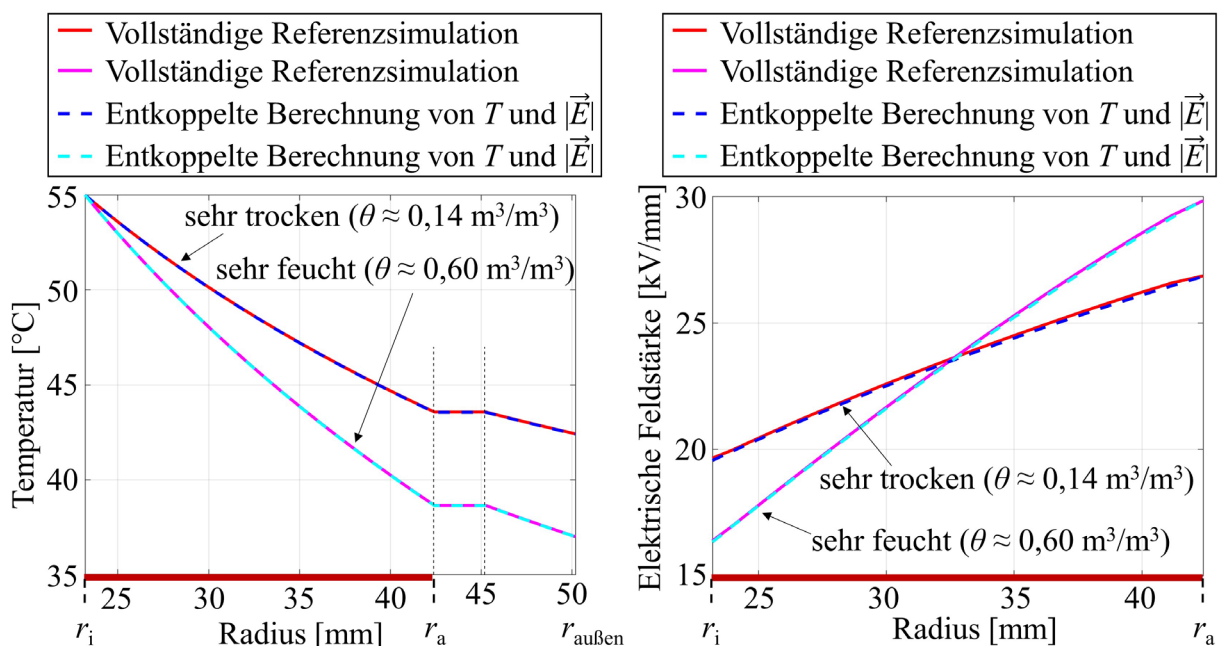 Vollständige Referenzsimulation
Vollständige Referenzsimulation
Entkoppelte Berechnung von T und |E⃗|
Entkoppelte Berechnung von T und |E⃗|
Temperatur [°C]
55
50
45
40
35
sehr trocken (θ ≈ 0,14 m³/m³)
sehr feucht (θ ≈ 0,60 m³/m³)
25 30 35 40 45 50
rᵢ Radius [mm] rₐ r_außen
Vollständige Referenzsimulation
Vollständige Referenzsimulation
Entkoppelte Berechnung von T und |E⃗|
Entkoppelte Berechnung von T und |E⃗|
Elektrische Feldstärke [kV/mm]
30
25
20
15
sehr trocken (θ ≈ 0,14 m³/m³)
sehr feucht (θ ≈ 0,60 m³/m³)
25 30 35 40
rᵢ Radius [mm] rₐ